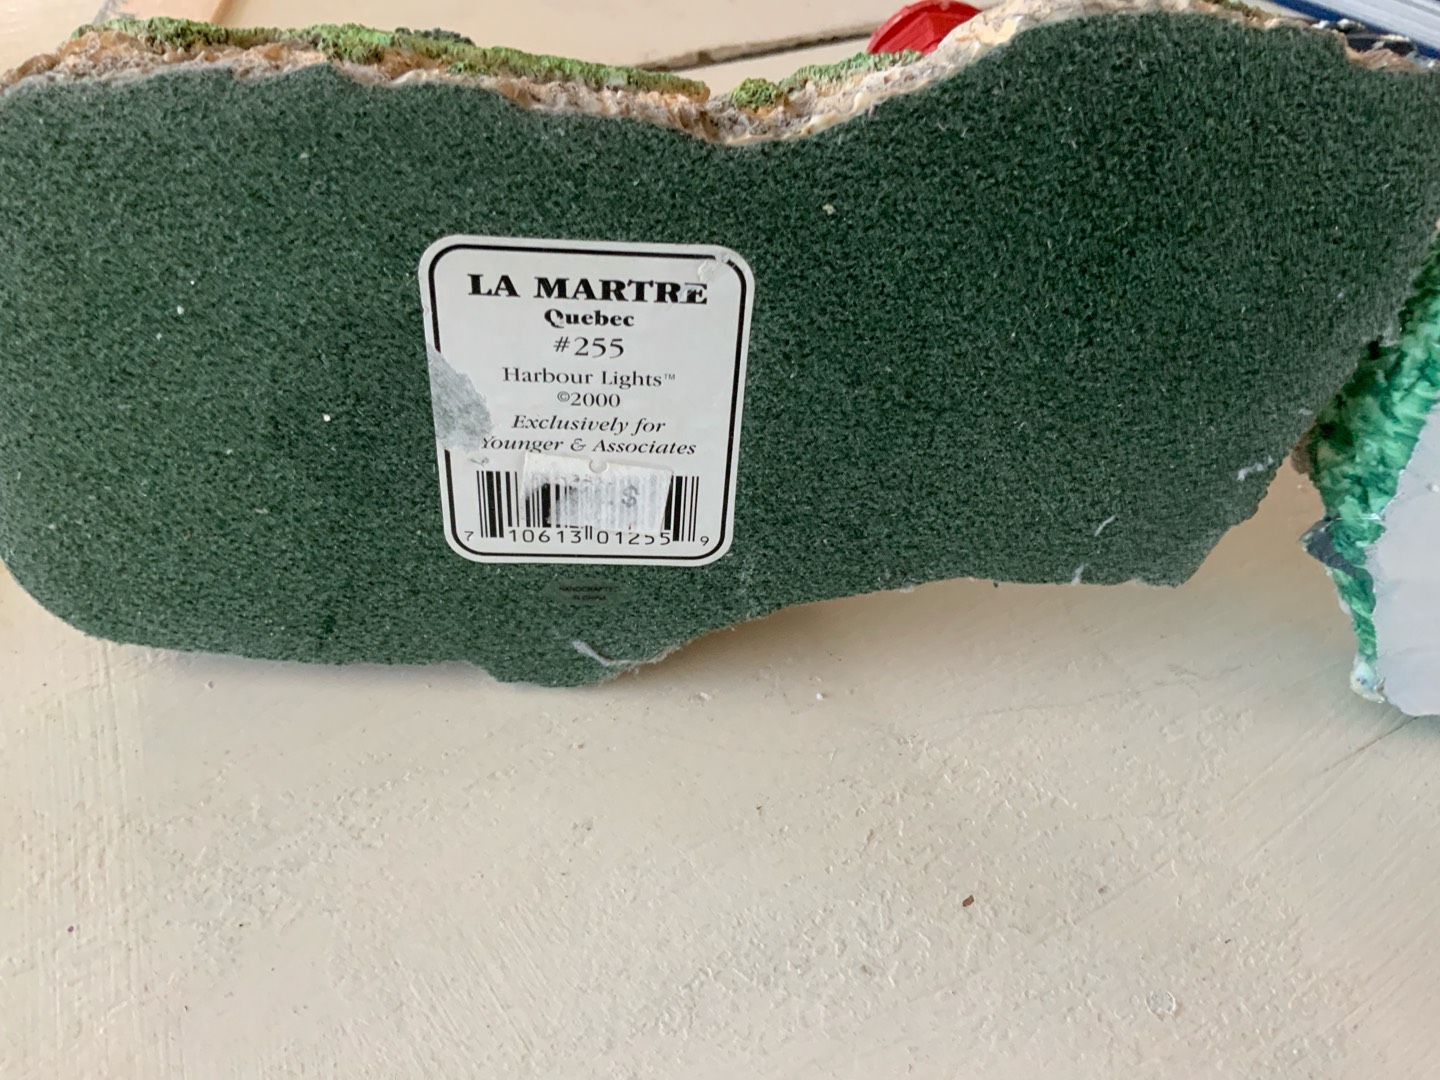 LA MARTRE
Quebec
#255
Harbour Lights™
©2000
Exclusively for
Younger & Associates
$
7 10613 01255 9